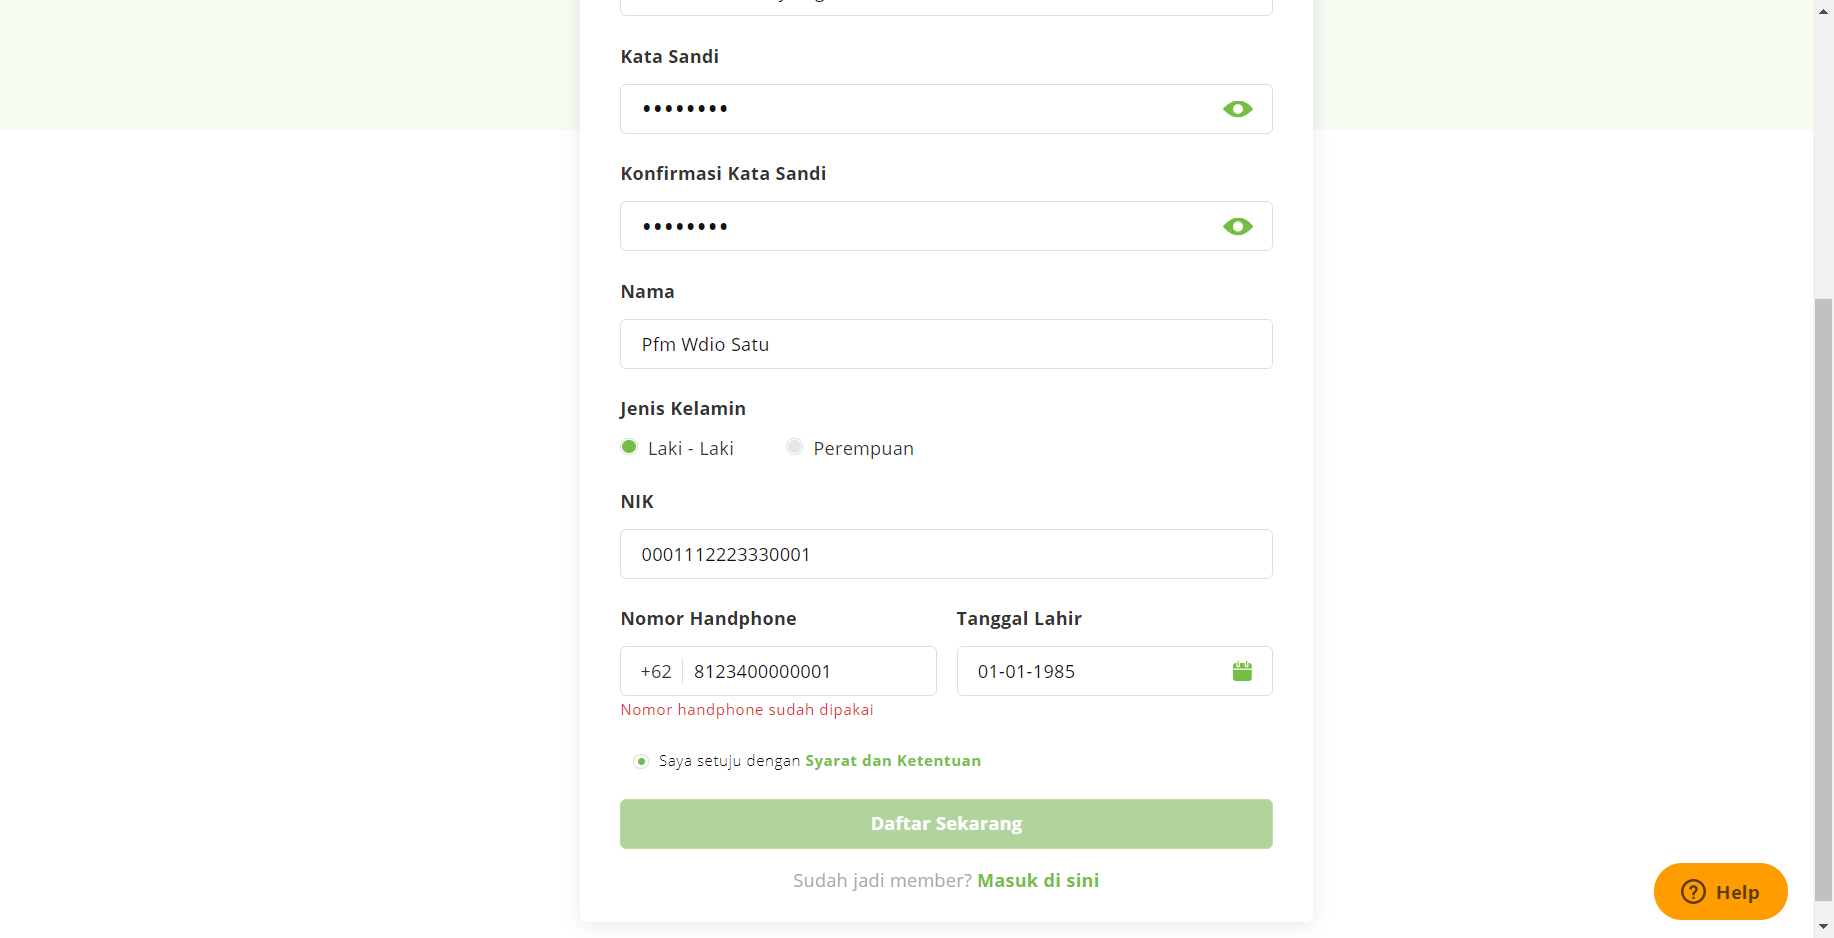 Kata Sandi
••••••••
Konfirmasi Kata Sandi
••••••••
Nama
Pfm Wdio Satu
Jenis Kelamin
Laki - Laki Perempuan
NIK
0001112223330001
Nomor Handphone Tanggal Lahir
+62 8123400000001 01-01-1985
Nomor handphone sudah dipakai
Saya setuju dengan Syarat dan Ketentuan
Daftar Sekarang
Sudah jadi member? Masuk di sini
Help